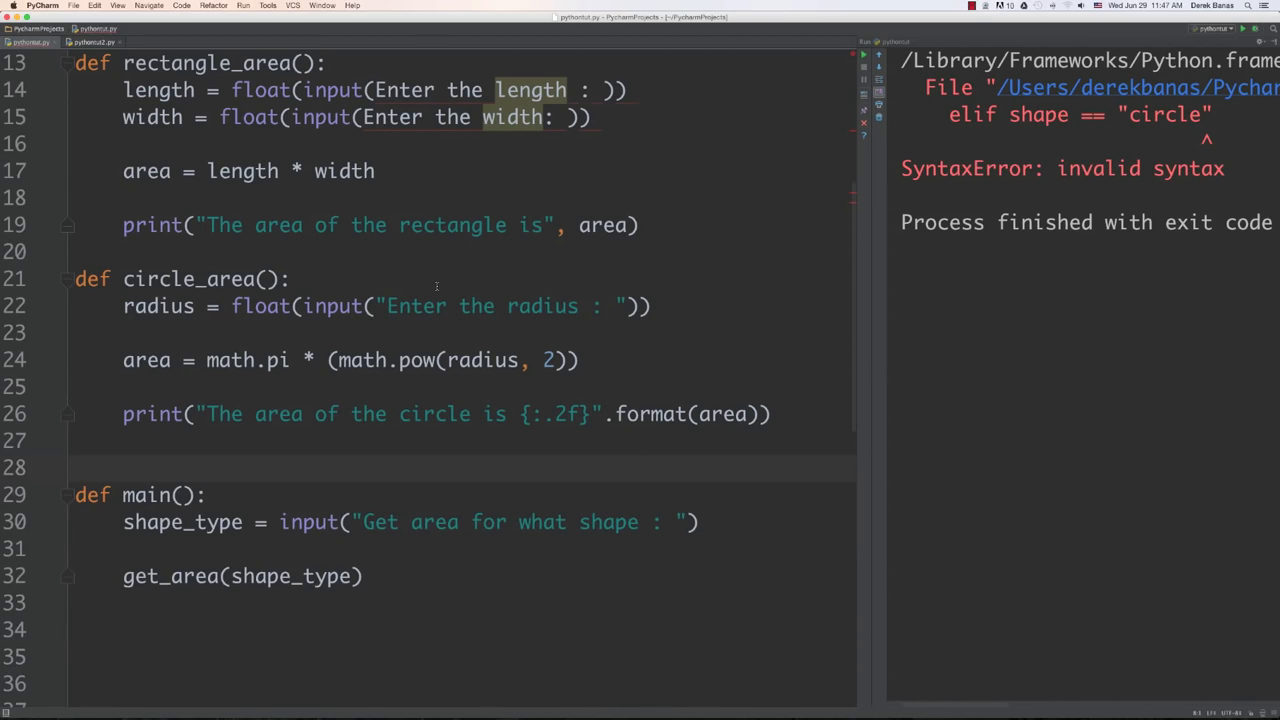 PyCharm File Edit View Navigate Code Refactor Run Tools VCS Window Help
10
Wed Jun 29 11:47 AM Derek Banas
pythontut.py - PycharmProjects - [~/PycharmProjects]
PycharmProjects pythontut.py
pythontut
pythontut.py × pythontut2.py ×
Run: pythontut
13 def rectangle_area():
14 length = float(input(Enter the length : ))
15 width = float(input(Enter the width: ))
16
17 area = length * width
18
19 print("The area of the rectangle is", area)
20
21 def circle_area():
22 radius = float(input("Enter the radius : "))
23
24 area = math.pi * (math.pow(radius, 2))
25
26 print("The area of the circle is {:.2f}".format(area))
27
28
29 def main():
30 shape_type = input("Get area for what shape : ")
31
32 get_area(shape_type)
33
34
35
36
/Library/Frameworks/Python.frame
File "/Users/derekbanas/Pychar
elif shape == "circle"
^
SyntaxError: invalid syntax
Process finished with exit code
LF÷ UTF-8÷